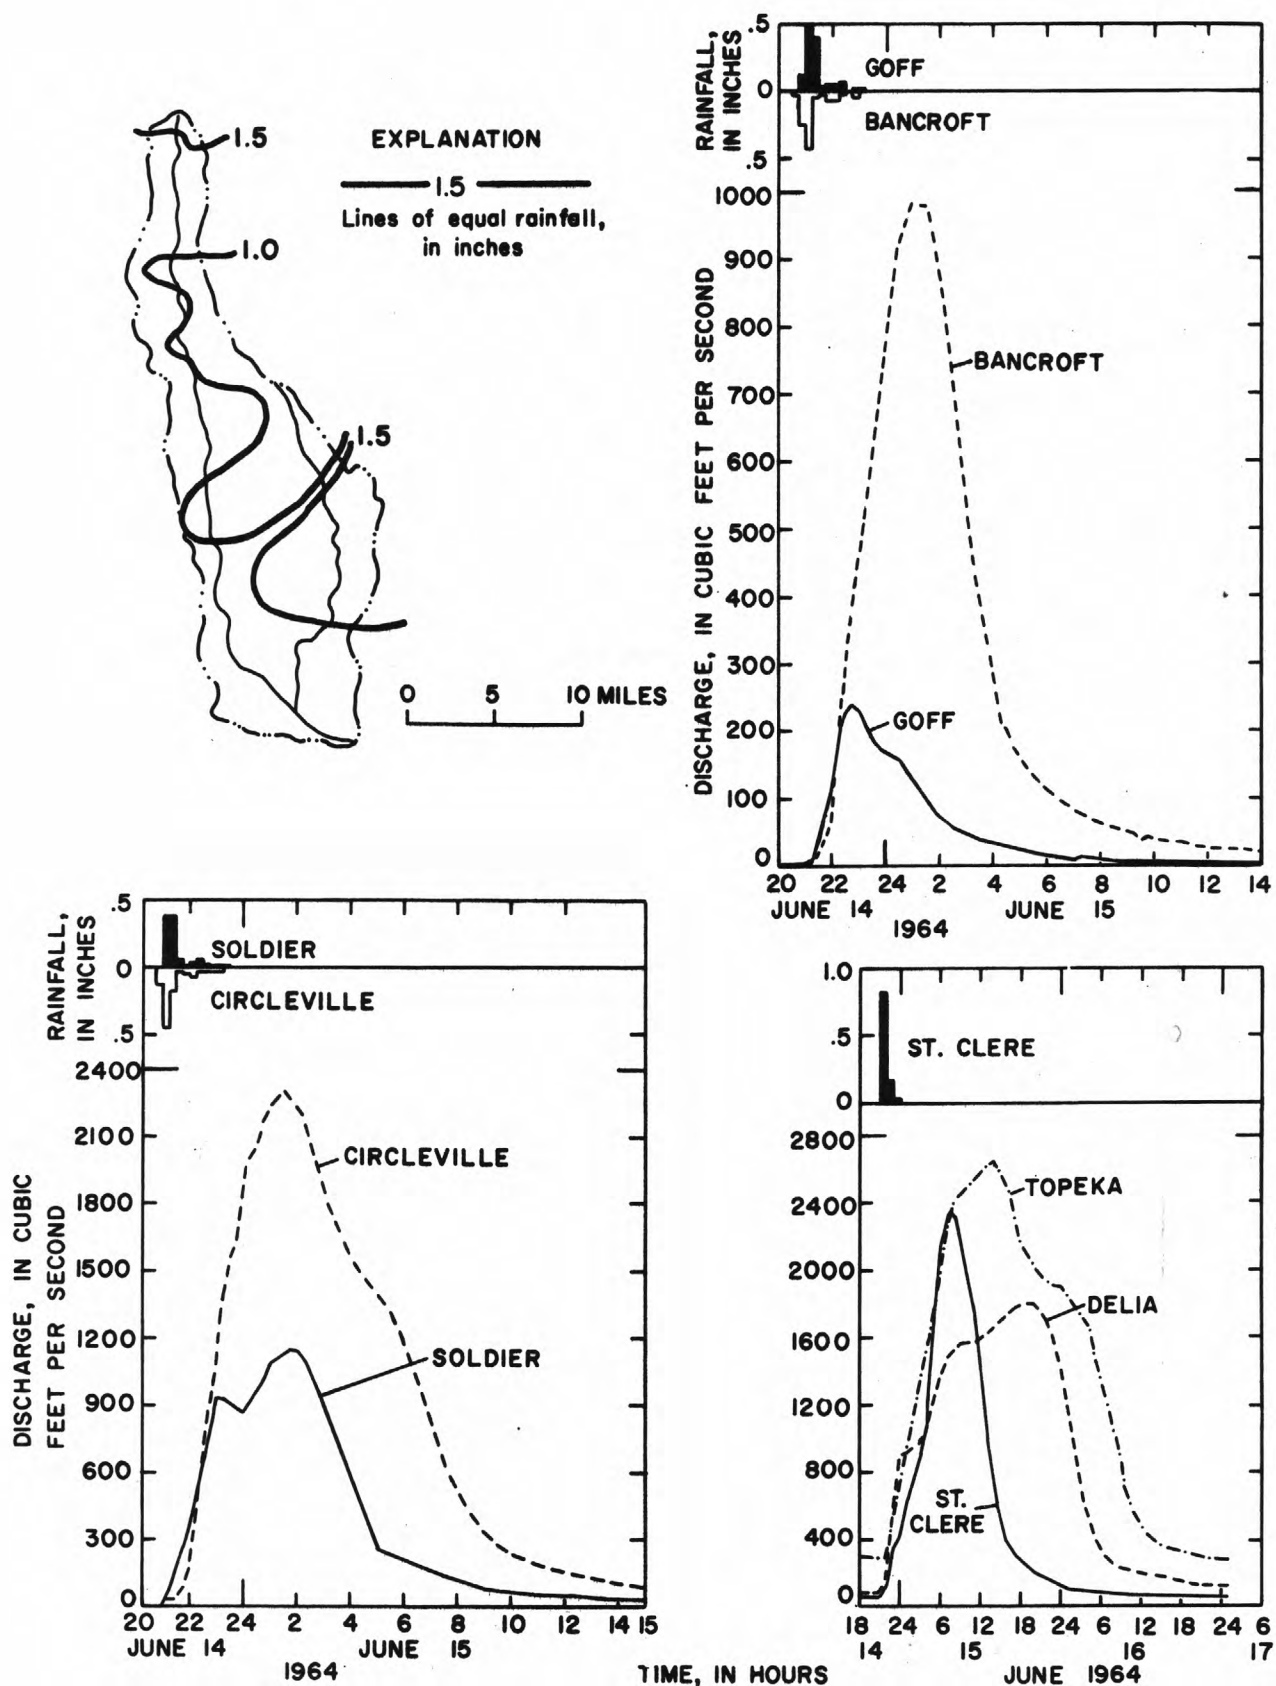 1.5
1.0
1.5
EXPLANATION
1.5
Lines of equal rainfall,
in inches
0 5 10 MILES
RAINFALL,
IN INCHES
.5
0
.5
GOFF
BANCROFT
DISCHARGE, IN CUBIC FEET PER SECOND
1000
900
800
700
600
500
400
300
200
100
0
BANCROFT
GOFF
20 22 24 2 4 6 8 10 12 14
JUNE 14 JUNE 15
1964
RAINFALL,
IN INCHES
.5
0
.5
SOLDIER
CIRCLEVILLE
DISCHARGE, IN CUBIC
FEET PER SECOND
2400
2100
1800
1500
1200
900
600
300
0
CIRCLEVILLE
SOLDIER
20 22 24 2 4 6 8 10 12 14 15
JUNE 14 JUNE 15
1964
1.0
.5
0
ST. CLERE
2800
2400
2000
1600
1200
800
400
0
TOPEKA
DELIA
ST.
CLERE
18 24 6 12 18 24 6 12 18 24 6
14 15 16 17
JUNE 1964
TIME, IN HOURS